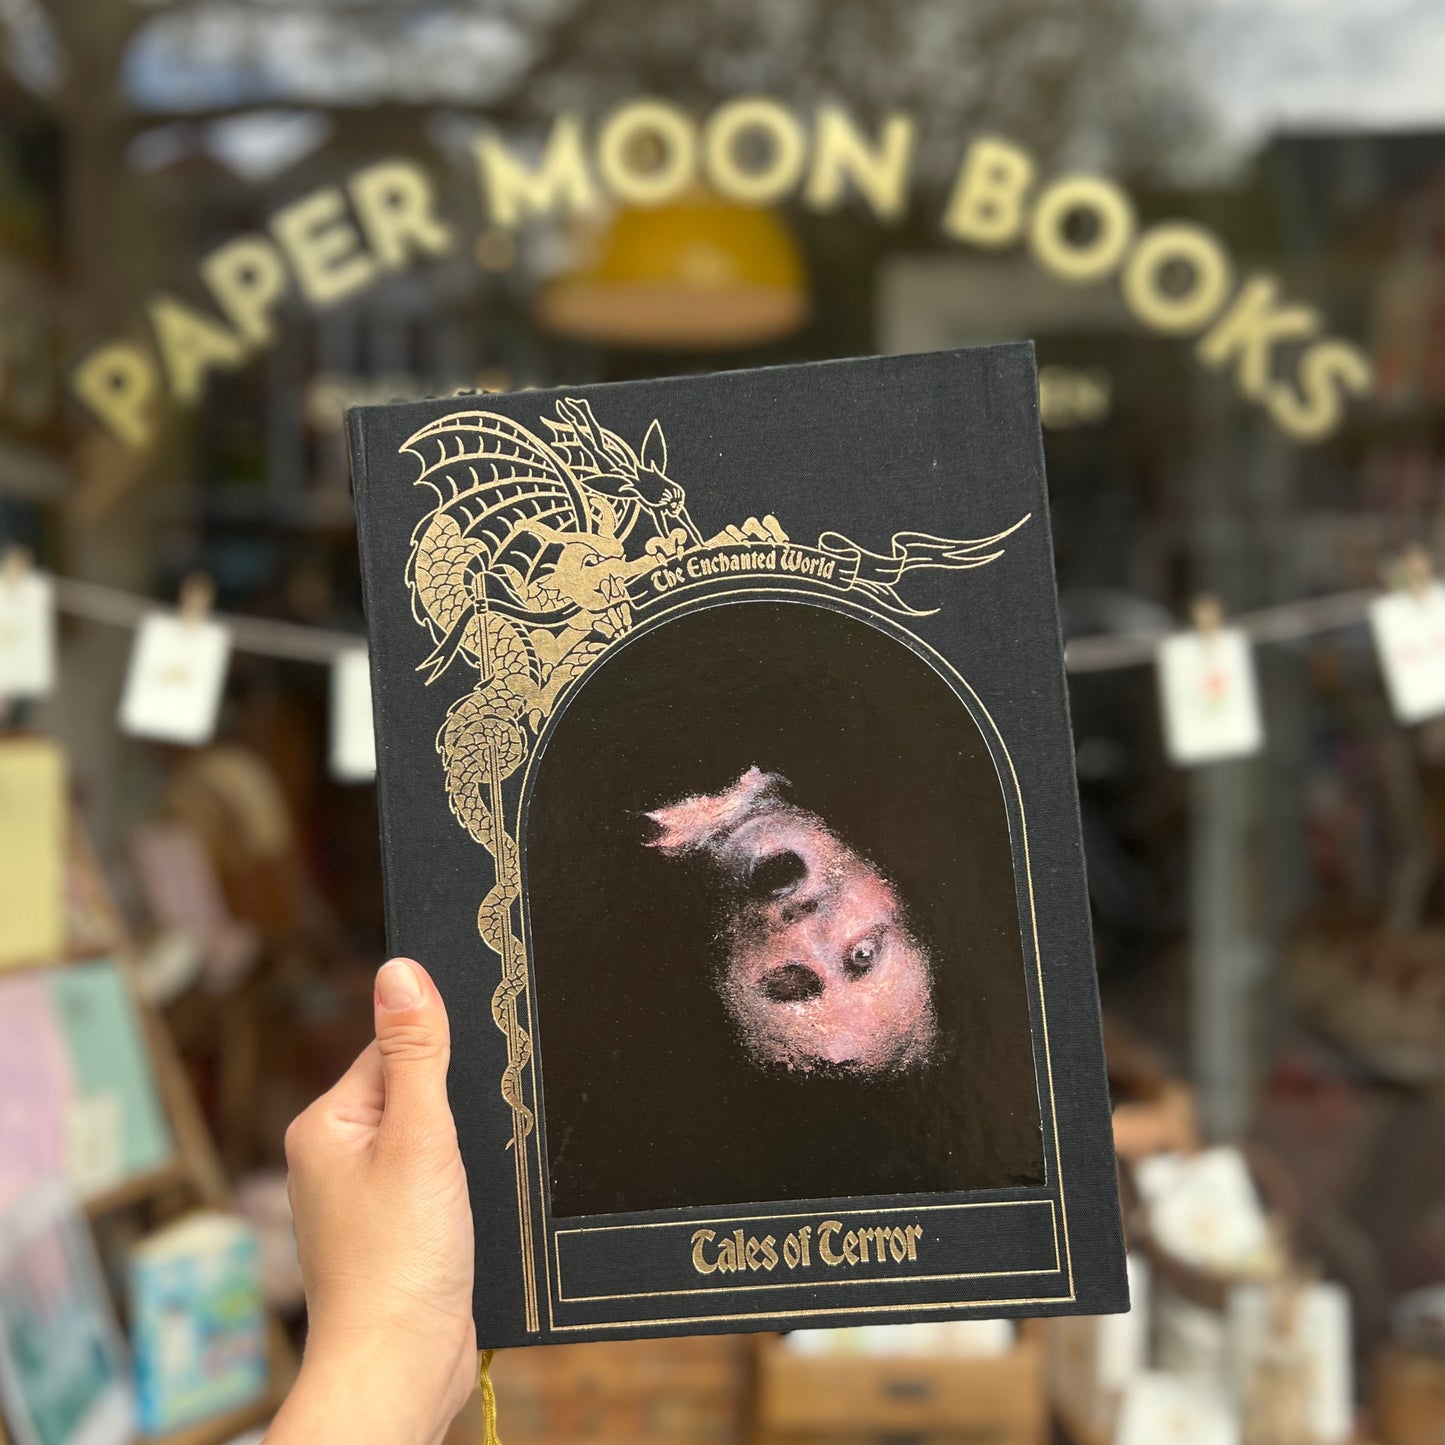 PAPER MOON BOOKS
The Enchanted World
Tales of Terror